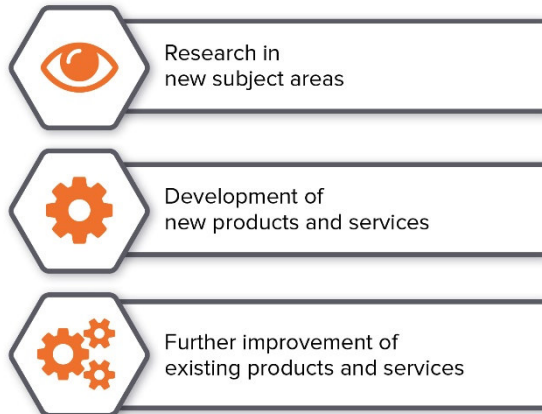 Research in
new subject areas
Development of
new products and services
Further improvement of
existing products and services